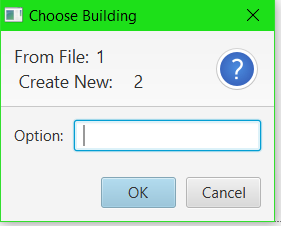 Choose Building
From File: 1
Create New: 2
?
Option:
OK Cancel